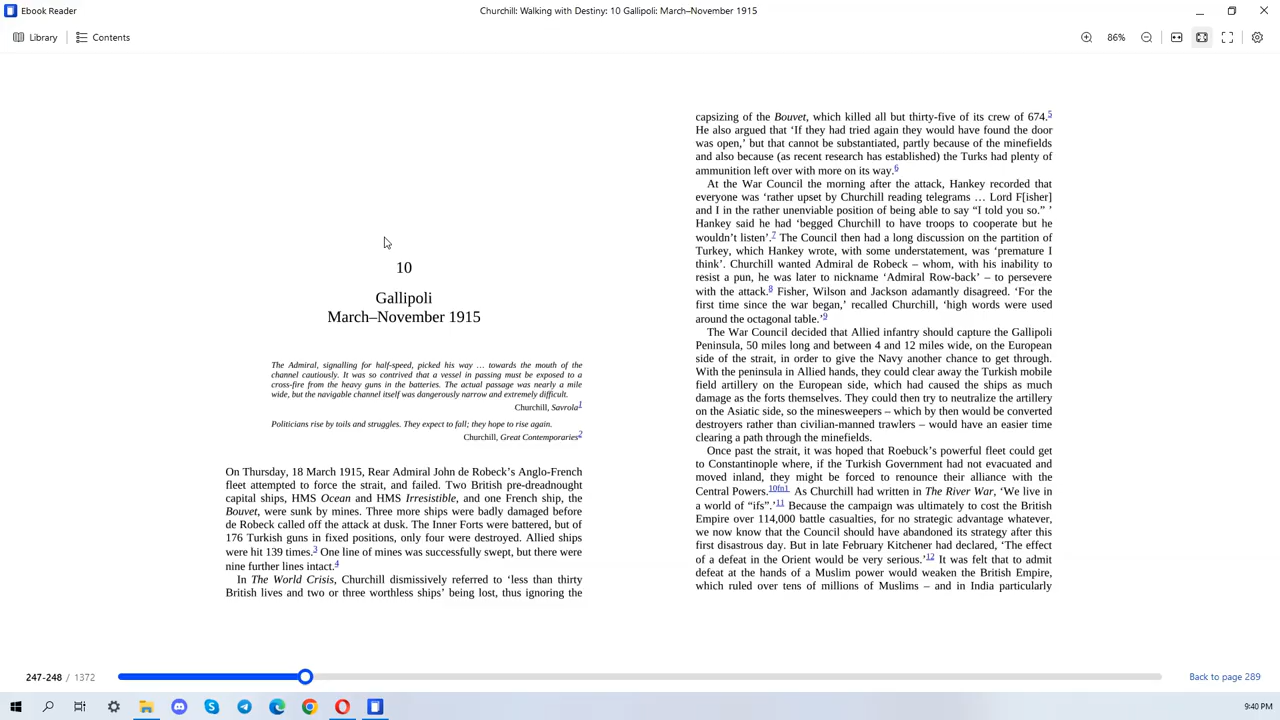 Ebook Reader
Churchill: Walking with Destiny: 10 Gallipoli: March–November 1915
Library
Contents
86%
10
Gallipoli
March–November 1915
The Admiral, signalling for half-speed, picked his way … towards the mouth of the
channel cautiously. It was so contrived that a vessel in passing must be exposed to a
cross-fire from the heavy guns in the batteries. The actual passage was nearly a mile
wide, but the navigable channel itself was dangerously narrow and extremely difficult.
Churchill, Savrola1
Politicians rise by toils and struggles. They expect to fall; they hope to rise again.
Churchill, Great Contemporaries2
On Thursday, 18 March 1915, Rear Admiral John de Robeck’s Anglo-French
fleet attempted to force the strait, and failed. Two British pre-dreadnought
capital ships, HMS Ocean and HMS Irresistible, and one French ship, the
Bouvet, were sunk by mines. Three more ships were badly damaged before
de Robeck called off the attack at dusk. The Inner Forts were battered, but of
176 Turkish guns in fixed positions, only four were destroyed. Allied ships
were hit 139 times.3 One line of mines was successfully swept, but there were
nine further lines intact.4
In The World Crisis, Churchill dismissively referred to ‘less than thirty
British lives and two or three worthless ships’ being lost, thus ignoring the
capsizing of the Bouvet, which killed all but thirty-five of its crew of 674.5
He also argued that ‘If they had tried again they would have found the door
was open,’ but that cannot be substantiated, partly because of the minefields
and also because (as recent research has established) the Turks had plenty of
ammunition left over with more on its way.6
At the War Council the morning after the attack, Hankey recorded that
everyone was ‘rather upset by Churchill reading telegrams … Lord F[isher]
and I in the rather unenviable position of being able to say “I told you so.” ’
Hankey said he had ‘begged Churchill to have troops to cooperate but he
wouldn’t listen’.7 The Council then had a long discussion on the partition of
Turkey, which Hankey wrote, with some understatement, was ‘premature I
think’. Churchill wanted Admiral de Robeck – whom, with his inability to
resist a pun, he was later to nickname ‘Admiral Row-back’ – to persevere
with the attack.8 Fisher, Wilson and Jackson adamantly disagreed. ‘For the
first time since the war began,’ recalled Churchill, ‘high words were used
around the octagonal table.’9
The War Council decided that Allied infantry should capture the Gallipoli
Peninsula, 50 miles long and between 4 and 12 miles wide, on the European
side of the strait, in order to give the Navy another chance to get through.
With the peninsula in Allied hands, they could clear away the Turkish mobile
field artillery on the European side, which had caused the ships as much
damage as the forts themselves. They could then try to neutralize the artillery
on the Asiatic side, so the minesweepers – which by then would be converted
destroyers rather than civilian-manned trawlers – would have an easier time
clearing a path through the minefields.
Once past the strait, it was hoped that Roebuck’s powerful fleet could get
to Constantinople where, if the Turkish Government had not evacuated and
moved inland, they might be forced to renounce their alliance with the
Central Powers.10fn1 As Churchill had written in The River War, ‘We live in
a world of “ifs”.’11 Because the campaign was ultimately to cost the British
Empire over 114,000 battle casualties, for no strategic advantage whatever,
we now know that the Council should have abandoned its strategy after this
first disastrous day. But in late February Kitchener had declared, ‘The effect
of a defeat in the Orient would be very serious.’12 It was felt that to admit
defeat at the hands of a Muslim power would weaken the British Empire,
which ruled over tens of millions of Muslims – and in India particularly
247-248 / 1372
Back to page 289
9:40 PM